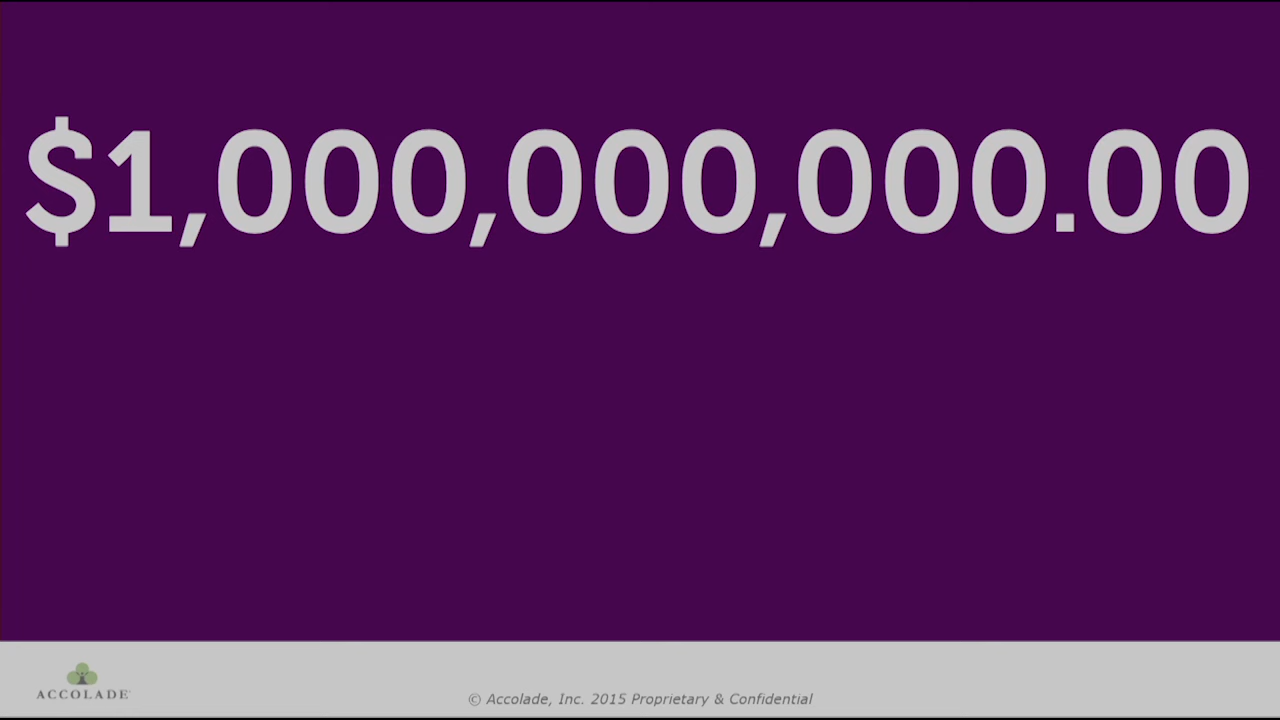 $1,000,000,000.00
ACCOLADE
© Accolade, Inc. 2015 Proprietary & Confidential